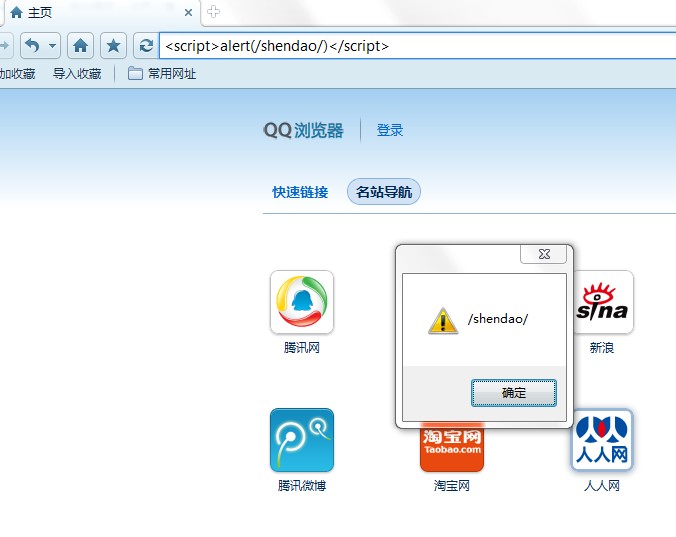 主页
<script>alert(/shendao/)</script>
加收藏 导入收藏 常用网址
QQ浏览器 登录
快速链接 名站导航
/shendao/
确定
sina
腾讯网
新浪
淘宝网
Taobao.com
人人网
腾讯微博
淘宝网
人人网